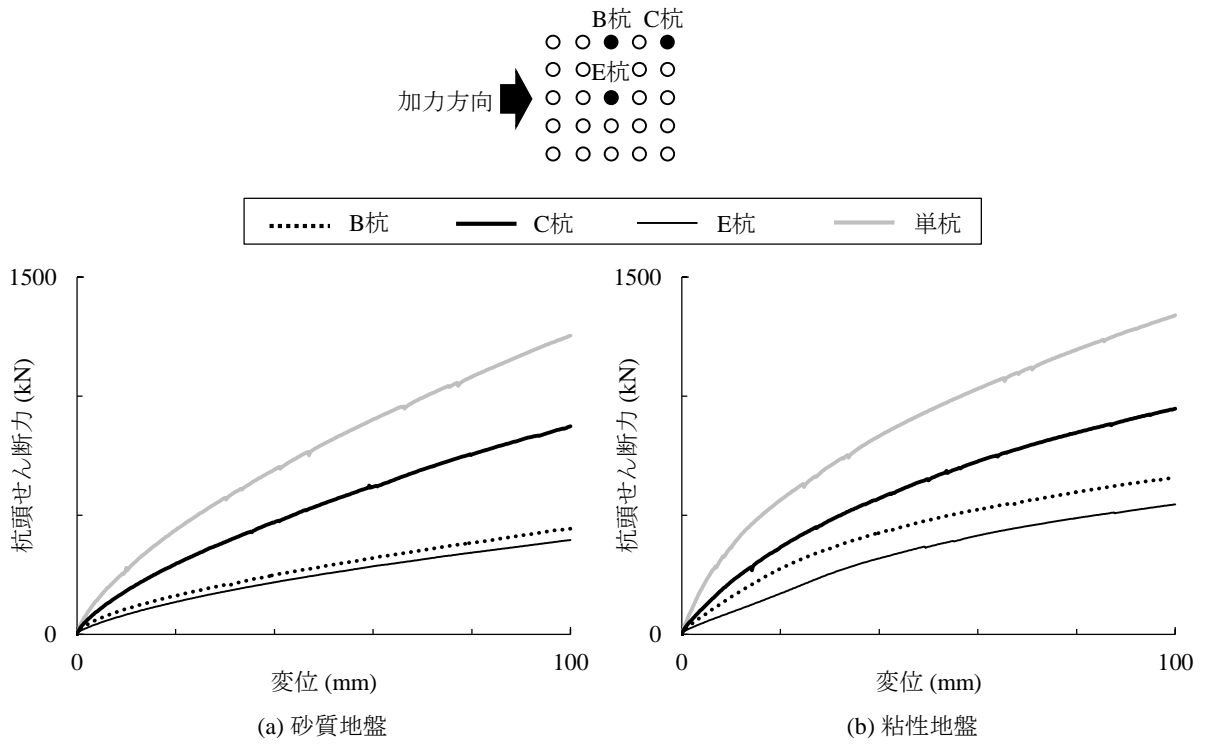 B杭 C杭
E杭
加力方向
B杭 C杭 E杭 単杭
1500
0
杭頭せん断力 (kN)
0 100
変位 (mm)
(a) 砂質地盤
1500
0
杭頭せん断力 (kN)
0 100
変位 (mm)
(b) 粘性地盤